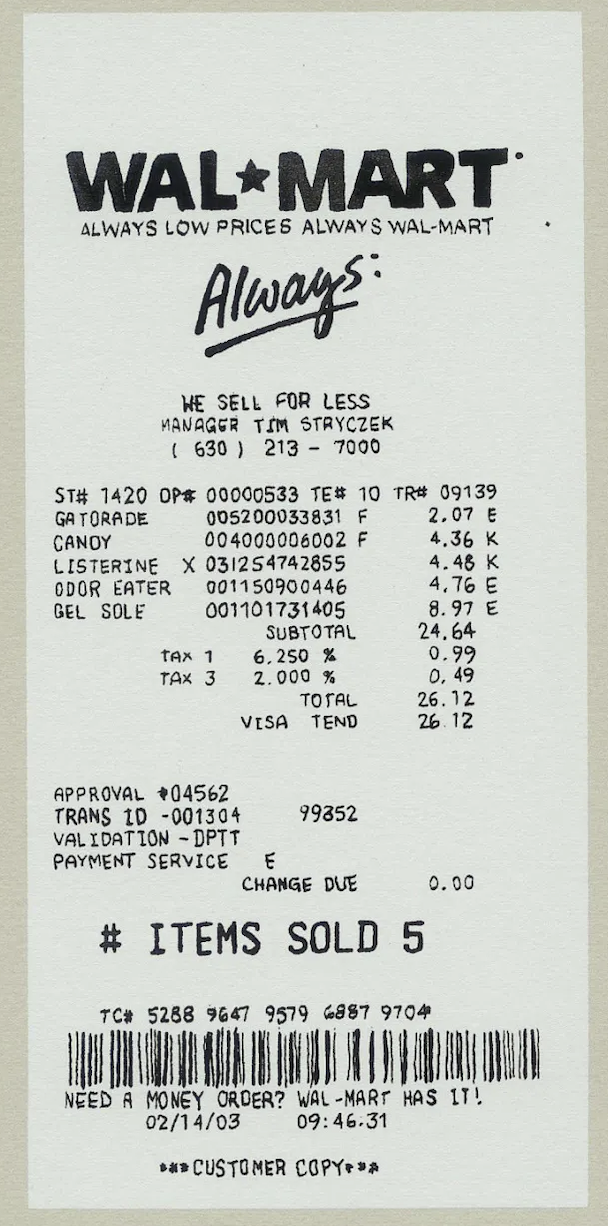 WAL★MART
ALWAYS LOW PRICES ALWAYS WAL-MART
Always:
WE SELL FOR LESS
MANAGER TIM STRYCZEK
( 630 ) 213 - 7000
ST# 1420 OP# 00000533 TE# 10 TR# 09139
GATORADE 005200033831 F 2.07 E
CANDY 004000006002 F 4.36 K
LISTERINE X 031254742855 4.48 K
ODOR EATER 001150900446 4.76 E
GEL SOLE 001101731405 8.97 E
SUBTOTAL 24.64
TAX 1 6.250 % 0.99
TAX 3 2.000 % 0.49
TOTAL 26.12
VISA TEND 26.12
APPROVAL #04562
TRANS ID -001304 99352
VALIDATION -DPTT
PAYMENT SERVICE E
CHANGE DUE 0.00
# ITEMS SOLD 5
TC# 5288 9647 9579 6887 9704
NEED A MONEY ORDER? WAL-MART HAS IT!
02/14/03 09:46:31
***CUSTOMER COPY***